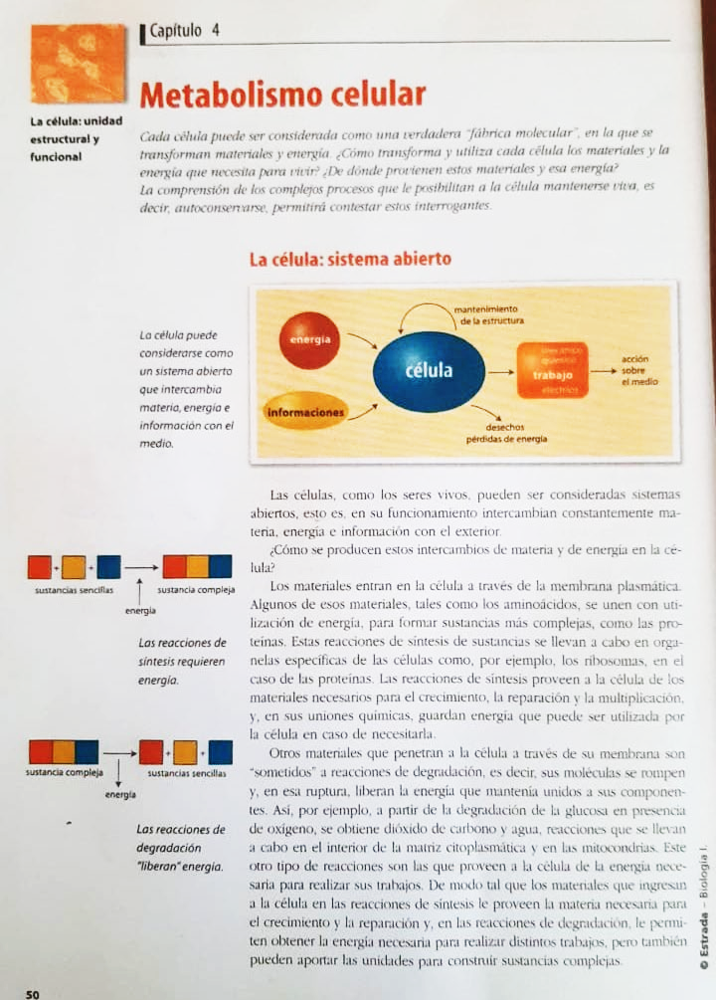 Capítulo 4
La célula: unidad
estructural y
funcional
Metabolismo celular
Cada célula puede ser considerada como una verdadera "fábrica molecular", en la que se
transforman materiales y energía. ¿Cómo transforma y utiliza cada célula los materiales y la
energía que necesita para vivir? ¿De dónde provienen estos materiales y esa energía?
La comprensión de los complejos procesos que le posibilitan a la célula mantenerse viva, es
decir, autoconservarse, permitirá contestar estos interrogantes.
La célula: sistema abierto
La célula puede
considerarse como
un sistema abierto
que intercambia
materia, energía e
información con el
medio.
energía
informaciones
célula
mantenimiento
de la estructura
químico
trabajo
eléctrico
acción
sobre
el medio
desechos
pérdidas de energía
Las células, como los seres vivos, pueden ser consideradas sistemas
abiertos, esto es, en su funcionamiento intercambian constantemente ma-
teria, energía e información con el exterior.
¿Cómo se producen estos intercambios de materia y de energía en la cé-
lula?
Los materiales entran en la célula a través de la membrana plasmática.
Algunos de esos materiales, tales como los aminoácidos, se unen con uti-
lización de energía, para formar sustancias más complejas, como las pro-
teínas. Estas reacciones de síntesis de sustancias se llevan a cabo en orga-
nelas específicas de las células como, por ejemplo, los ribosomas, en el
caso de las proteínas. Las reacciones de síntesis proveen a la célula de los
materiales necesarios para el crecimiento, la reparación y la multiplicación,
y, en sus uniones químicas, guardan energía que puede ser utilizada por
la célula en caso de necesitarla.
Otros materiales que penetran a la célula a través de su membrana son
"sometidos" a reacciones de degradación, es decir, sus moléculas se rompen
y, en esa ruptura, liberan la energía que mantenía unidos a sus componen-
tes. Así, por ejemplo, a partir de la degradación de la glucosa en presencia
de oxígeno, se obtiene dióxido de carbono y agua, reacciones que se llevan
a cabo en el interior de la matriz citoplasmática y en las mitocondrias. Este
otro tipo de reacciones son las que proveen a la célula de la energía nece-
saria para realizar sus trabajos. De modo tal que los materiales que ingresan
a la célula en las reacciones de síntesis le proveen la materia necesaria para
el crecimiento y la reparación y, en las reacciones de degradación, le permi-
ten obtener la energía necesaria para realizar distintos trabajos, pero también
pueden aportar las unidades para construir sustancias complejas.
+ +
sustancias sencillas sustancia compleja
energía
Las reacciones de
síntesis requieren
energía.
+ +
sustancia compleja sustancias sencillas
energía
Las reacciones de
degradación
"liberan" energía.
© Estrada – Biología I.
50